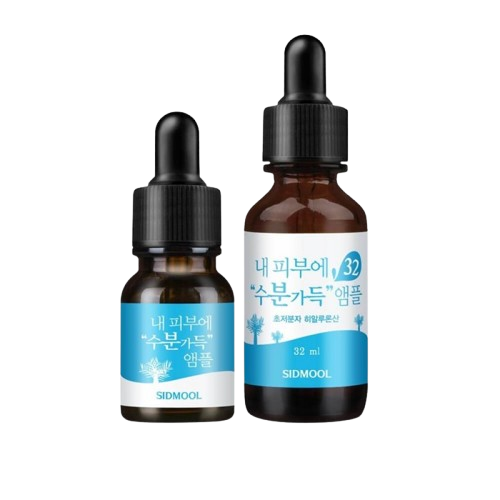 내 피부에
“수분가득”
앰플
SIDMOOL
내 피부에 32
“수분가득” 앰플
초저분자 히알루론산
32 ml
SIDMOOL